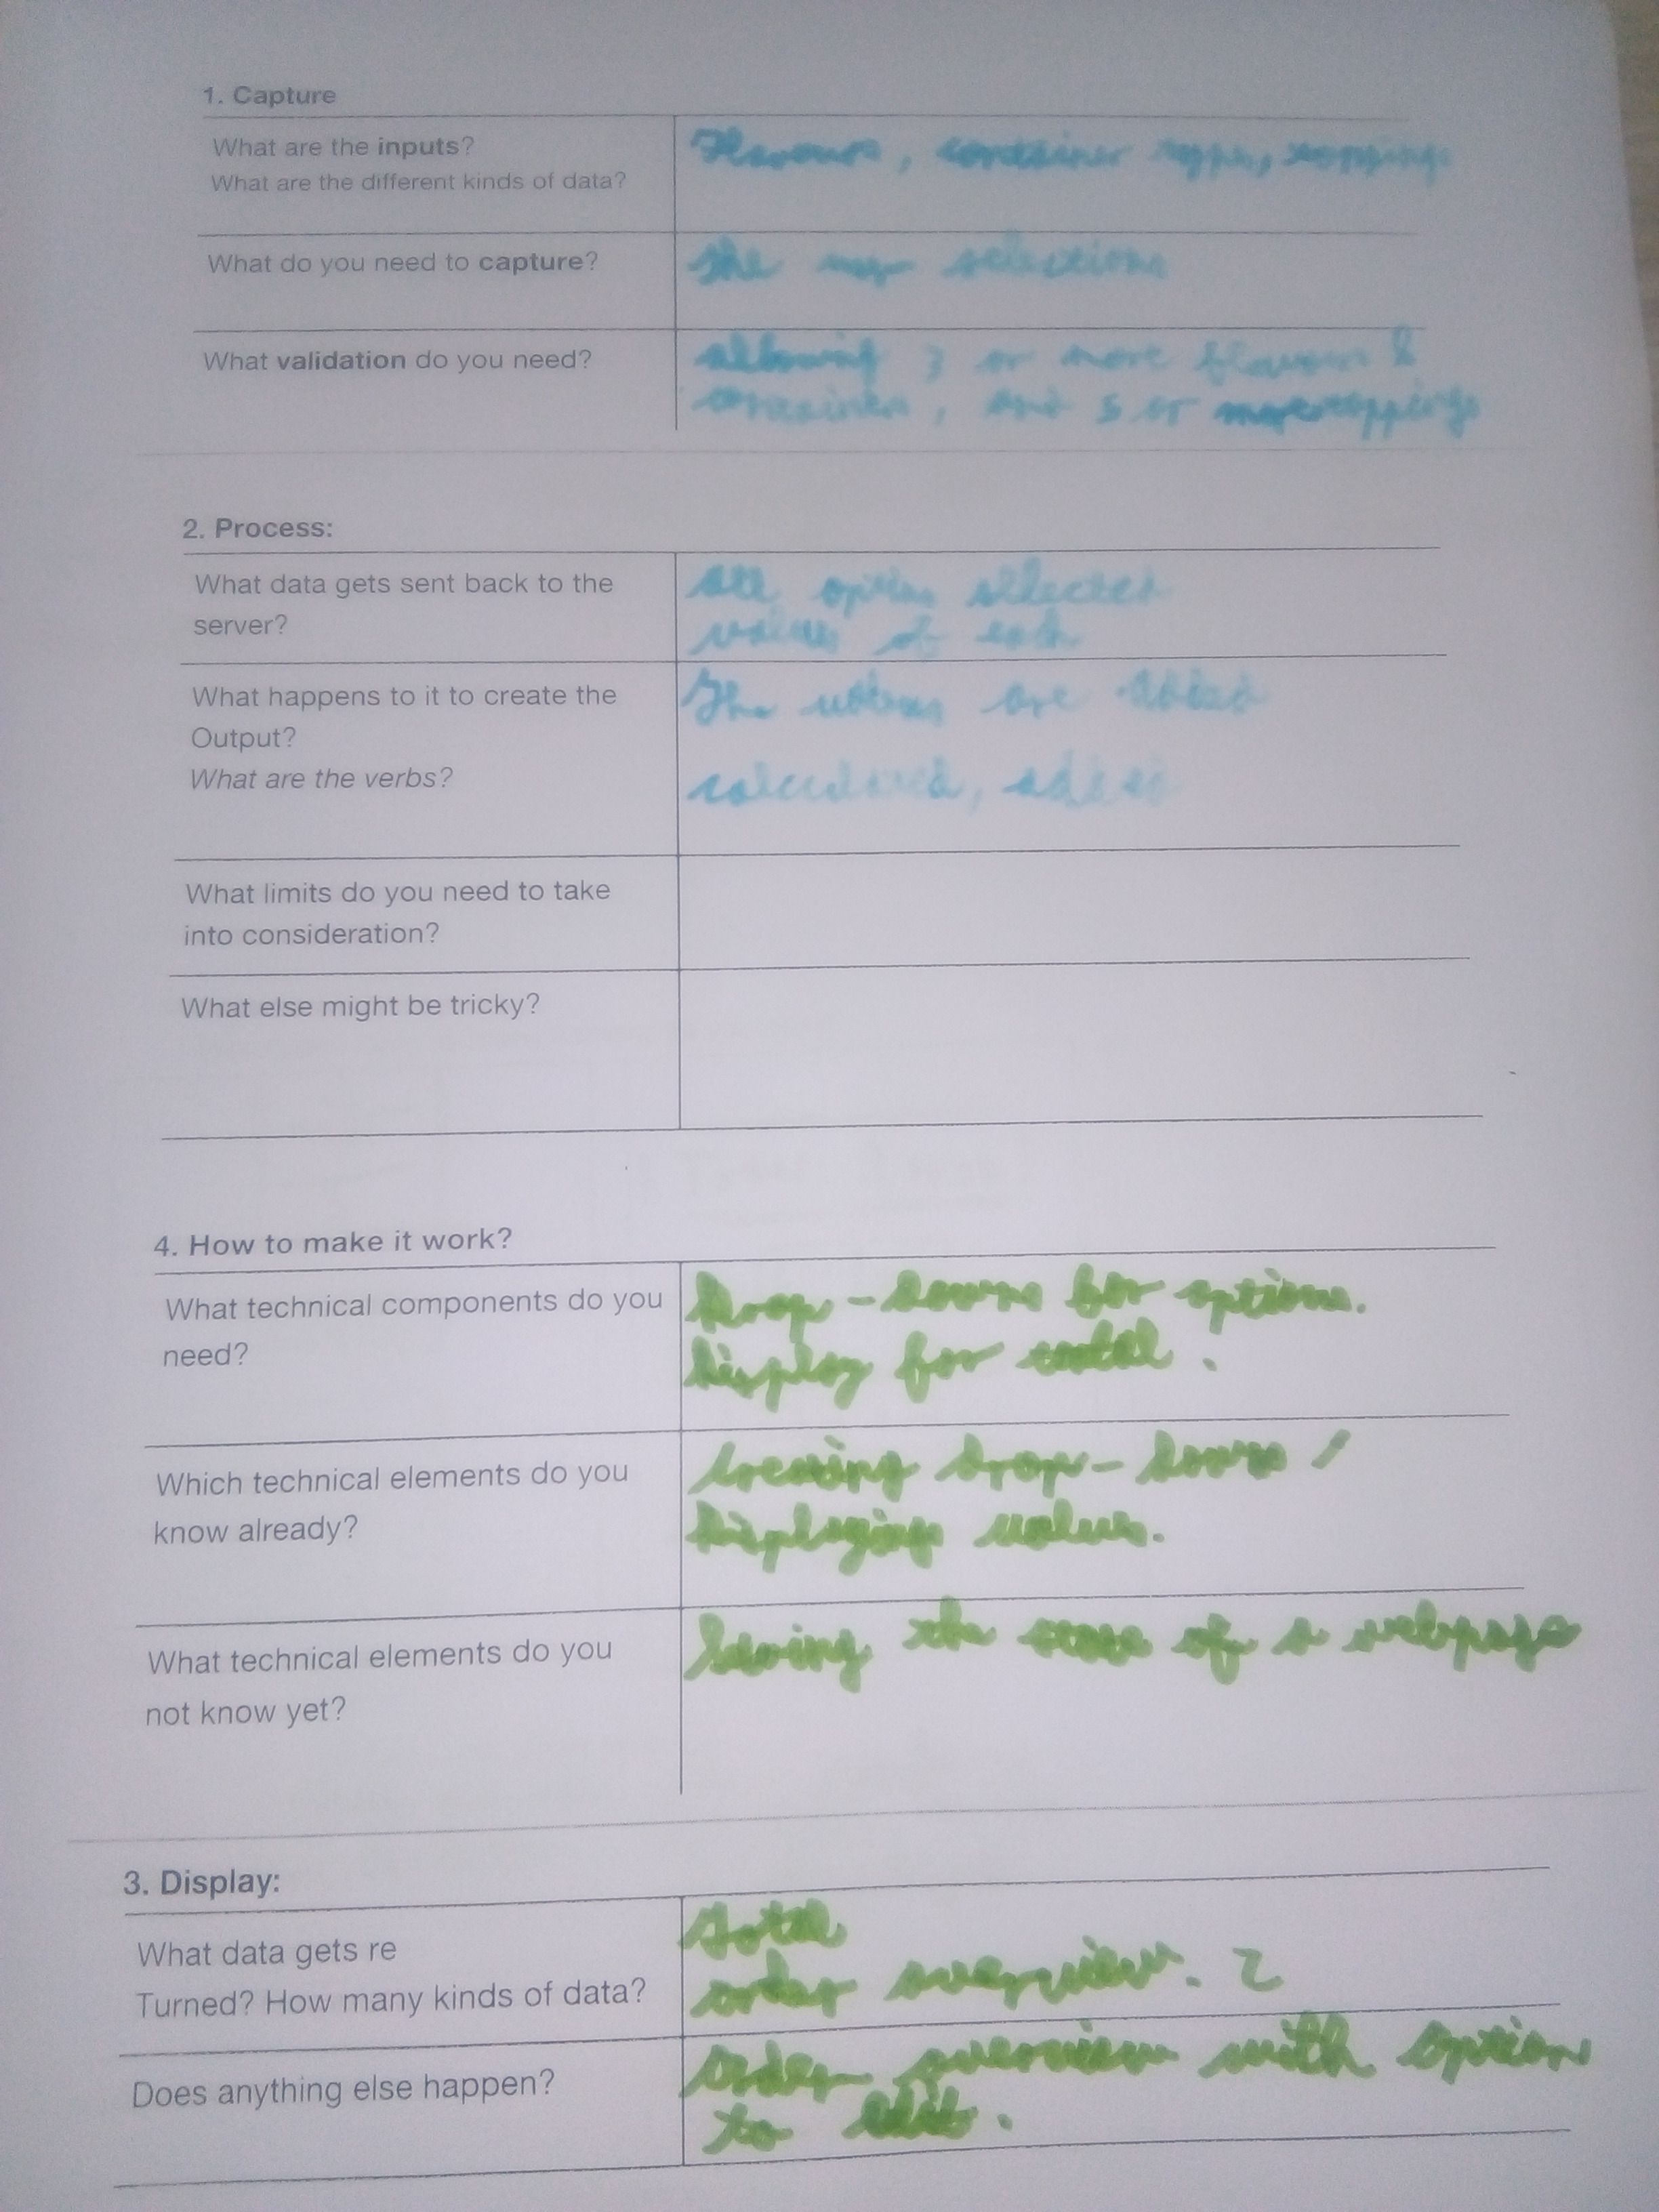 1. Capture
What are the inputs?
What are the different kinds of data?
Flavours, container type, toppings
What do you need to capture?
the user selections
What validation do you need?
allowing 3 or more flavours &
containers, and 5 or more toppings
2. Process:
What data gets sent back to the
server?
all option selected
values of each
What happens to it to create the
Output?
What are the verbs?
The values are added
calculated, added
What limits do you need to take
into consideration?
What else might be tricky?
4. How to make it work?
What technical components do you
need?
Drop-downs for options.
Display for total.
Which technical elements do you
know already?
Creating drop-downs /
displaying values.
What technical elements do you
not know yet?
Saving the state of a webpage
3. Display:
What data gets re
Turned? How many kinds of data?
Total
order overview. 2
Does anything else happen?
Order overview with option
to edit.